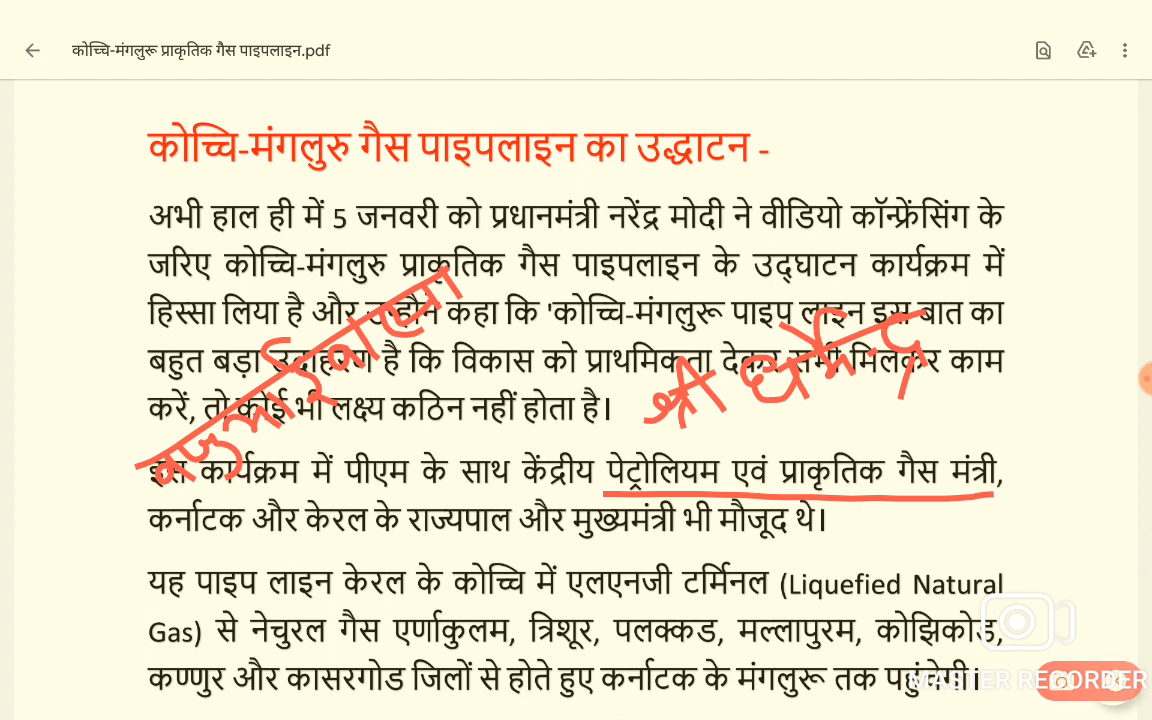 कोच्चि-मंगलुरू प्राकृतिक गैस पाइपलाइन.pdf
कोच्चि-मंगलुरु गैस पाइपलाइन का उद्धाटन -
अभी हाल ही में 5 जनवरी को प्रधानमंत्री नरेंद्र मोदी ने वीडियो कॉन्फ्रेंसिंग के
जरिए कोच्चि-मंगलुरु प्राकृतिक गैस पाइपलाइन के उद्घाटन कार्यक्रम में
हिस्सा लिया है और उन्होंने कहा कि 'कोच्चि-मंगलुरू पाइप लाइन इस बात का
बहुत बड़ा उदाहरण है कि विकास को प्राथमिकता देकर सभी मिलकर काम
करें, तो कोई भी लक्ष्य कठिन नहीं होता है।
श्री धर्मेन्द्र
इस कार्यक्रम में पीएम के साथ केंद्रीय पेट्रोलियम एवं प्राकृतिक गैस मंत्री,
कर्नाटक और केरल के राज्यपाल और मुख्यमंत्री भी मौजूद थे।
यह पाइप लाइन केरल के कोच्चि में एलएनजी टर्मिनल (Liquefied Natural
Gas) से नेचुरल गैस एर्णाकुलम, त्रिशूर, पलक्कड, मल्लापुरम, कोझिकोड,
कण्णुर और कासरगोड जिलों से होते हुए कर्नाटक के मंगलुरू तक पहुंचेगी।
MASTER RECORDER